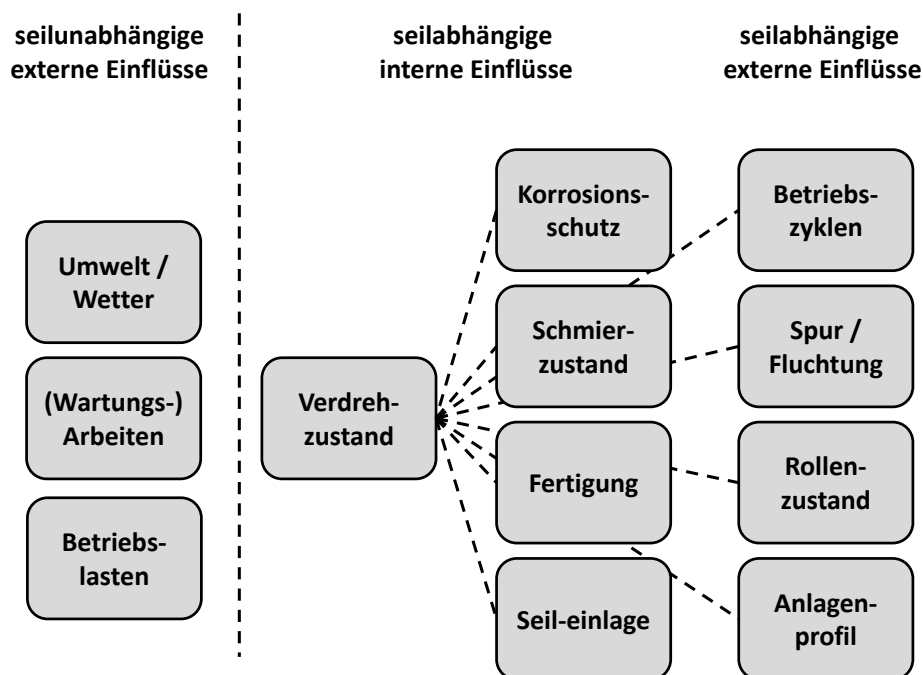 seilunabhängige
externe Einflüsse
seilabhängige
interne Einflüsse
seilabhängige
externe Einflüsse
Umwelt /
Wetter
(Wartungs-)
Arbeiten
Betriebs-
lasten
Verdreh-
zustand
Korrosions-
schutz
Schmier-
zustand
Fertigung
Seil-einlage
Betriebs-
zyklen
Spur /
Fluchtung
Rollen-
zustand
Anlagen-
profil